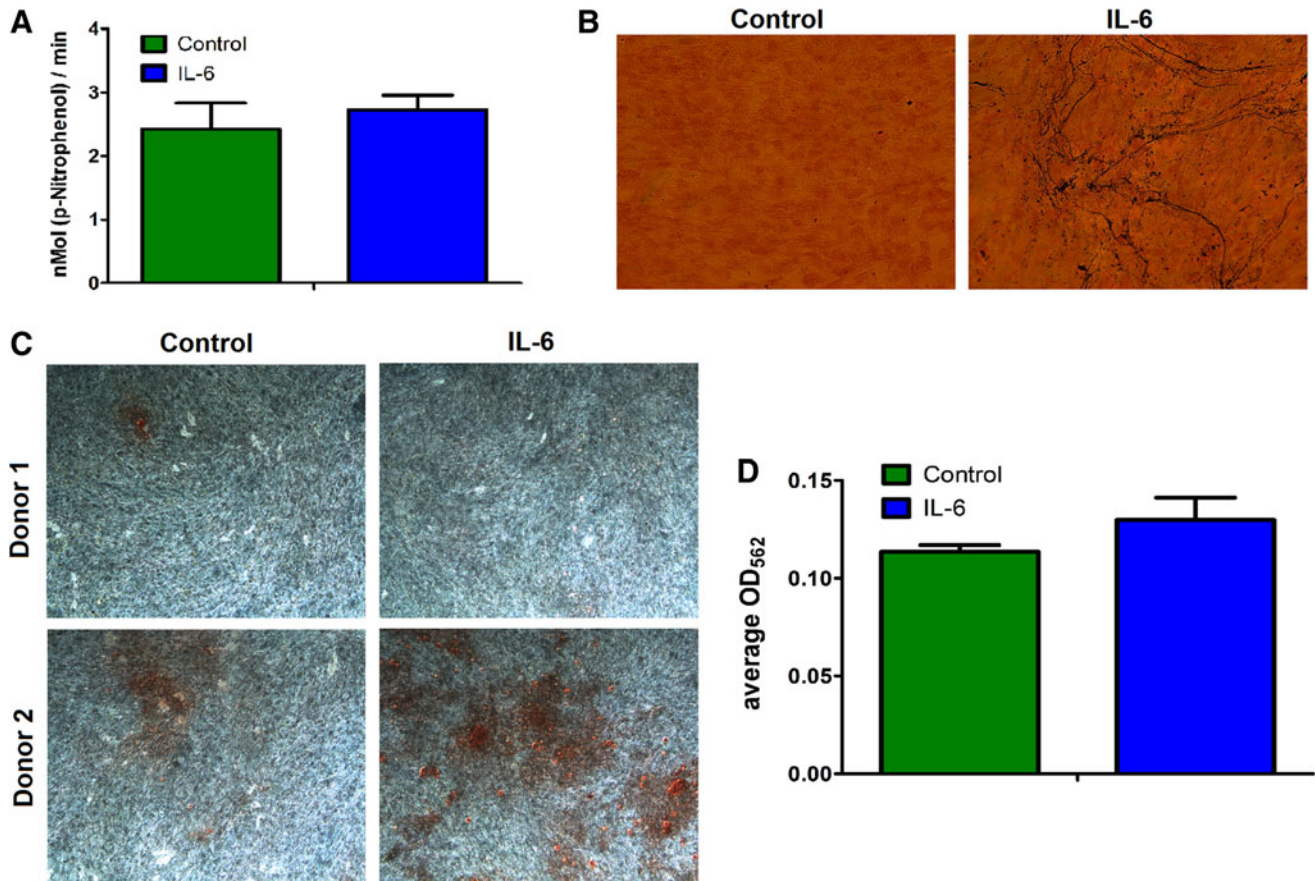 A
nMol (p-Nitrophenol) / min
4
3
2
1
0
Control
IL-6
B
Control
IL-6
C
Control
IL-6
Donor 1
Donor 2
D
average OD562
0.15
0.10
0.05
0.00
Control
IL-6